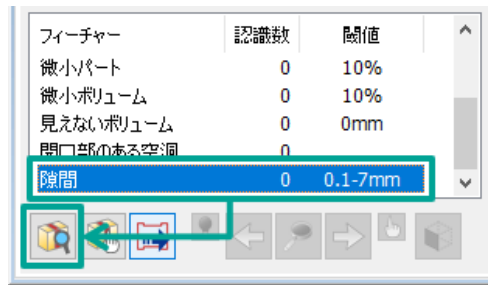 フィーチャー 認識数 閾値
微小パート 0 10%
微小ボリューム 0 10%
見えないボリューム 0 0mm
開口部のある空洞 0
隙間 0 0.1-7mm